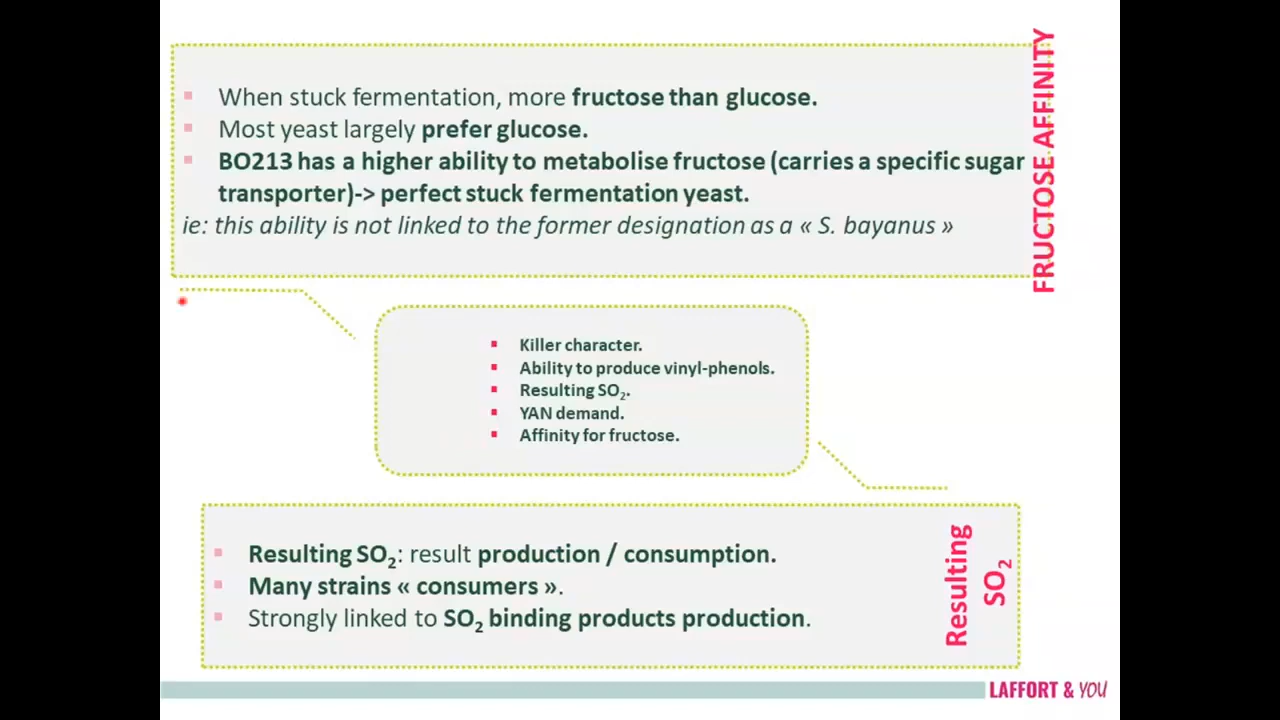 When stuck fermentation, more fructose than glucose.
Most yeast largely prefer glucose.
BO213 has a higher ability to metabolise fructose (carries a specific sugar
transporter)-> perfect stuck fermentation yeast.
ie: this ability is not linked to the former designation as a « S. bayanus »
FRUCTOSE AFFINITY
Killer character.
Ability to produce vinyl-phenols.
Resulting SO₂.
YAN demand.
Affinity for fructose.
Resulting SO₂: result production / consumption.
Many strains « consumers ».
Strongly linked to SO₂ binding products production.
Resulting
SO₂
LAFFORT & YOU